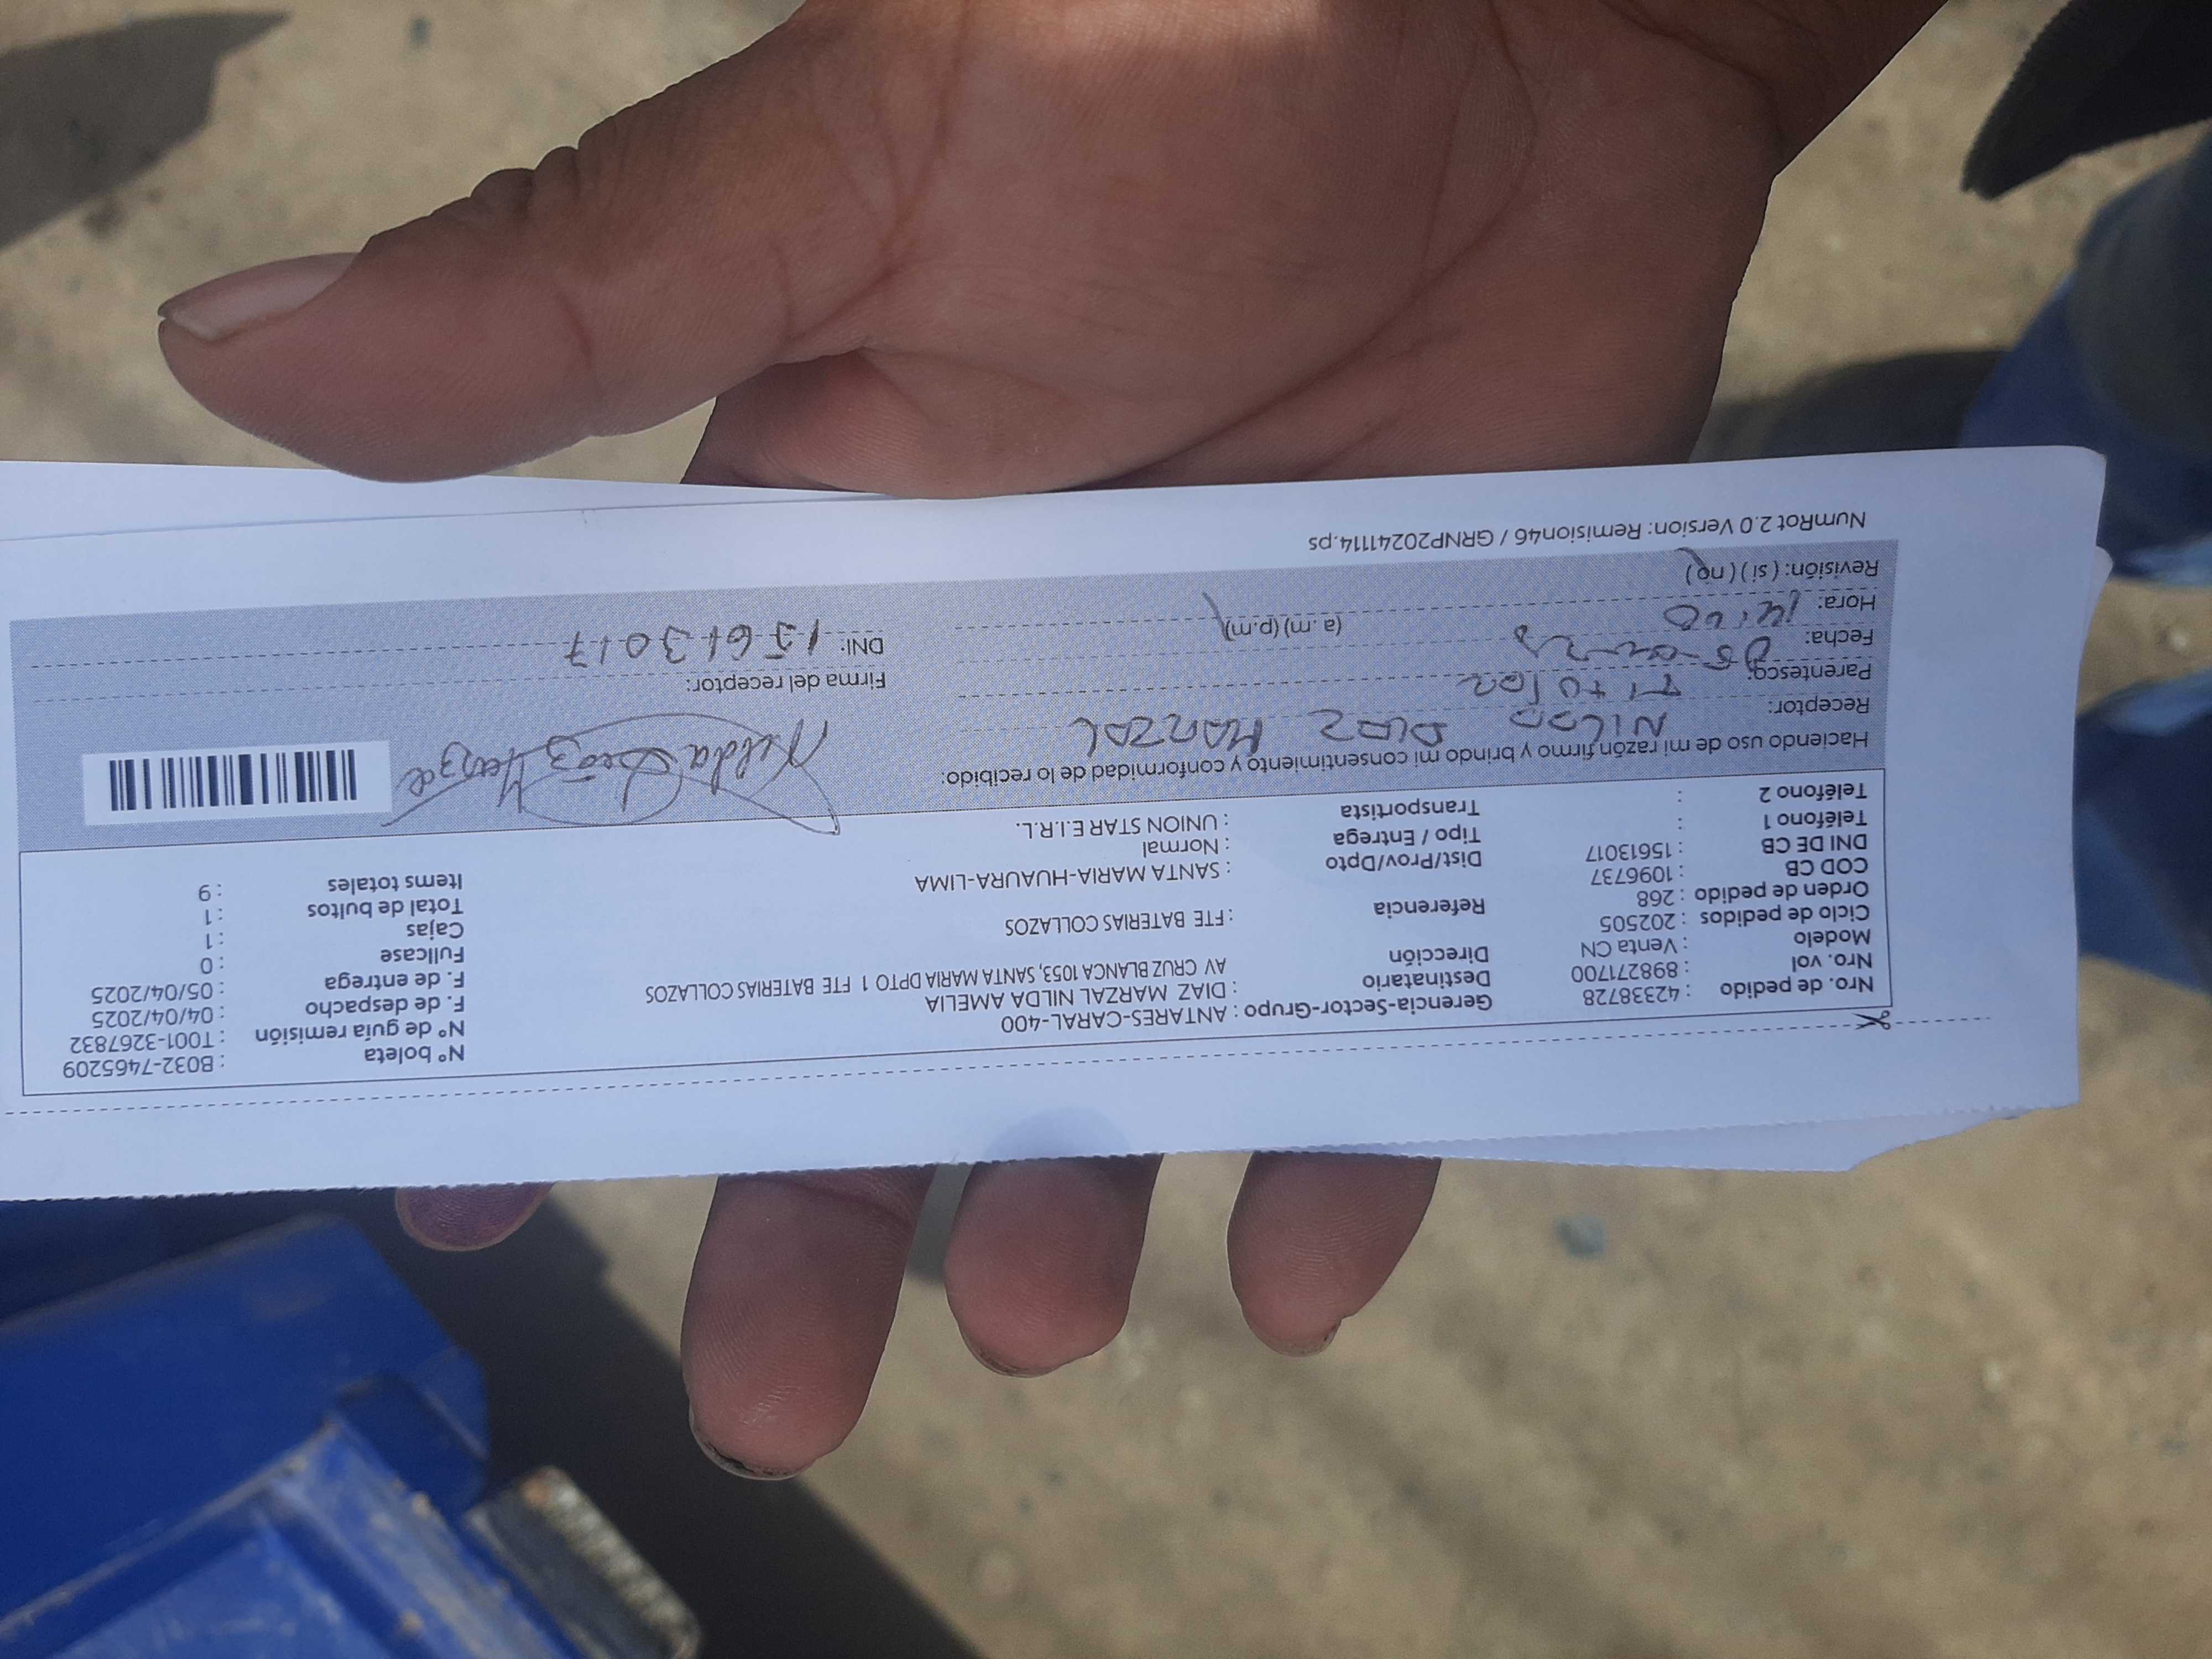 Nro. de pedido : 42338728
Nro. vol : 898271700
Modelo : Venta CN
Ciclo de pedidos : 202505
Orden de pedido : 268
COD CB : 1096737
DNI DE CB : 15613017
Teléfono 1 :
Teléfono 2 :
Gerencia-Sector-Grupo : ANTARES-CARAL-400
Destinatario : DIAZ MARZAL NILDA AMELIA
Dirección AV CRUZ BLANCA 1053, SANTA MARIA DPTO 1 FTE BATERIAS COLLAZOS
Referencia : FTE BATERIAS COLLAZOS
Dist/Prov/Dpto : SANTA MARIA-HUAURA-LIMA
Tipo / Entrega : Normal
Transportista : UNION STAR E.I.R.L.
N° boleta : B032-7465209
N° de guía remisión : T001-3267832
F. de despacho : 04/04/2025
F. de entrega : 05/04/2025
Fullcase : 0
Cajas : 1
Total de bultos : 1
Items totales : 9
Haciendo uso de mi razón firmo y brindo mi consentimiento y conformidad de lo recibido:
Receptor: NILDA DIAZ MARZAL
Parentesco: Titular
Fecha:
Hora: (a.m) (p.m)
Revisión: (si) (no)
Nilda Diaz Marzal
Firma del receptor:
DNI: 15613017
NumRot 2.0 Version: Remision46 / GRNP20241114.ps